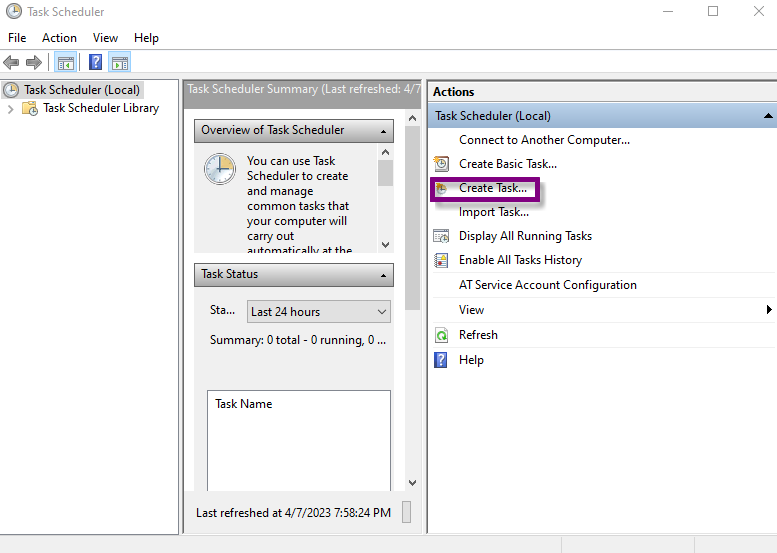 Task Scheduler
File Action View Help
Task Scheduler (Local)
Task Scheduler Library
Task Scheduler Summary (Last refreshed: 4/7
Overview of Task Scheduler
You can use Task
Scheduler to create
and manage
common tasks that
your computer will
carry out
automatically at the
Task Status
Sta... Last 24 hours
Summary: 0 total - 0 running, 0 ...
Task Name
Last refreshed at 4/7/2023 7:58:24 PM
Actions
Task Scheduler (Local)
Connect to Another Computer...
Create Basic Task...
Create Task...
Import Task...
Display All Running Tasks
Enable All Tasks History
AT Service Account Configuration
View
Refresh
Help